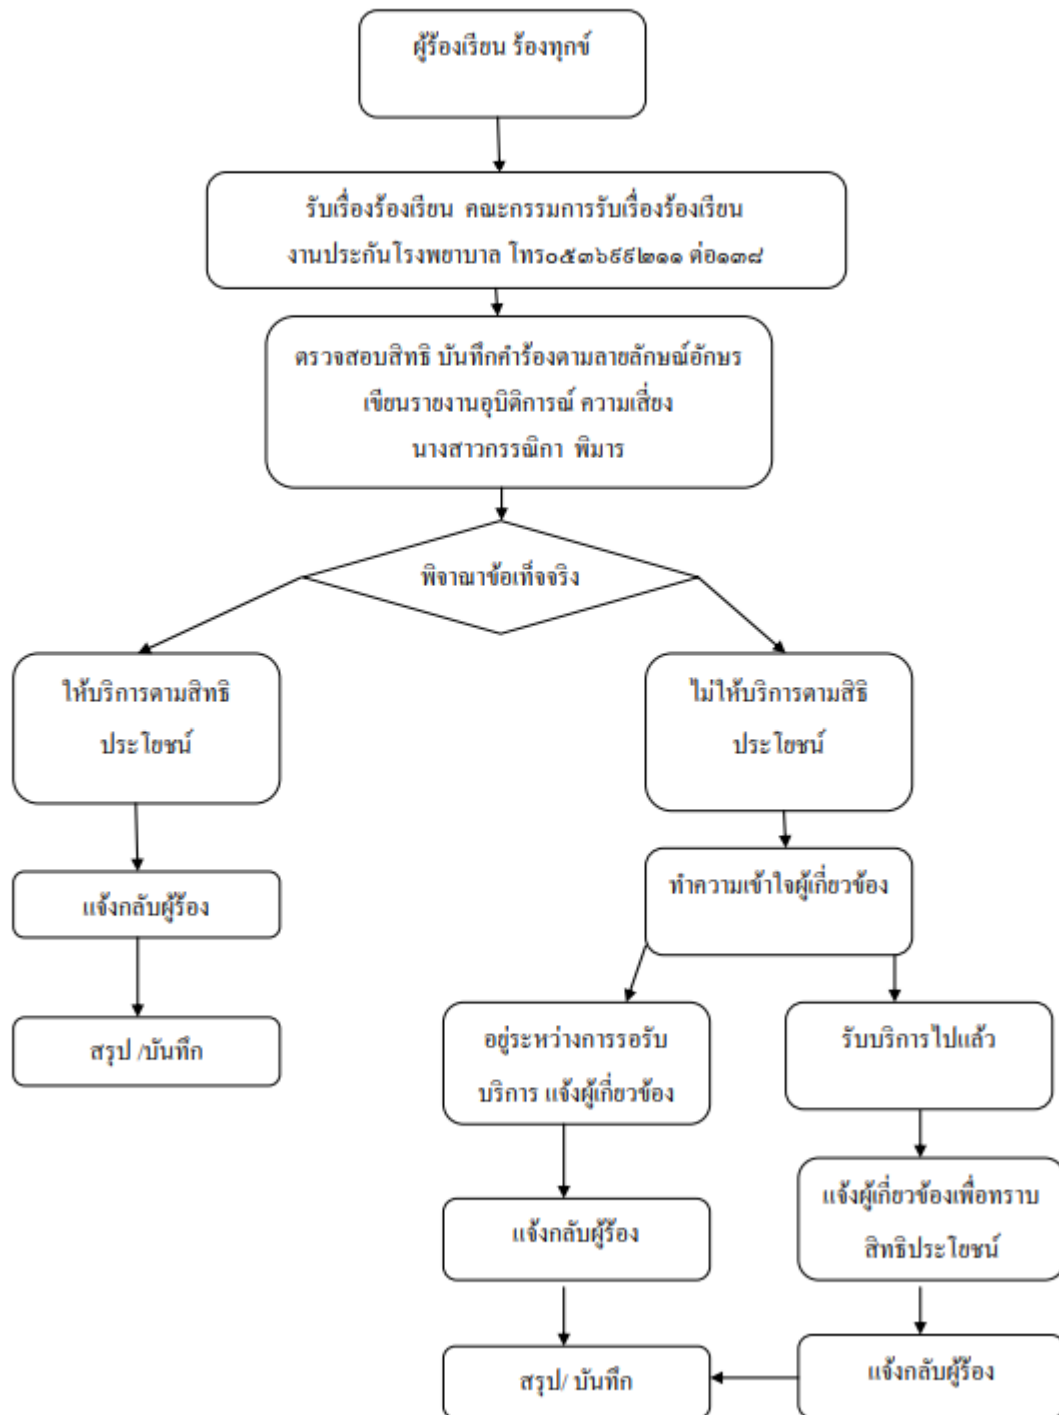 ผู้ร้องเรียน ร้องทุกข์
รับเรื่องร้องเรียน คณะกรรมการรับเรื่องร้องเรียน
งานประกันโรงพยาบาล โทร๐๕๓๖๙๙๒๑๑ ต่อ๑๓๘
ตรวจสอบสิทธิ บันทึกคำร้องตามลายลักษณ์อักษร
เขียนรายงานอุบิติการณ์ ความเสี่ยง
นางสาวกรรณิกา พิมาร
พิจาณาข้อเท็จจริง
ให้บริการตามสิทธิ
ประโยชน์
ไม่ให้บริการตามสิธิ
ประโยชน์
แจ้งกลับผู้ร้อง
ทำความเข้าใจผู้เกี่ยวข้อง
สรุป /บันทึก
อยู่ระหว่างการรอรับ
บริการ แจ้งผู้เกี่ยวข้อง
รับบริการไปแล้ว
แจ้งกลับผู้ร้อง
แจ้งผู้เกี่ยวข้องเพื่อทราบ
สิทธิประโยชน์
สรุป/ บันทึก
แจ้งกลับผู้ร้อง